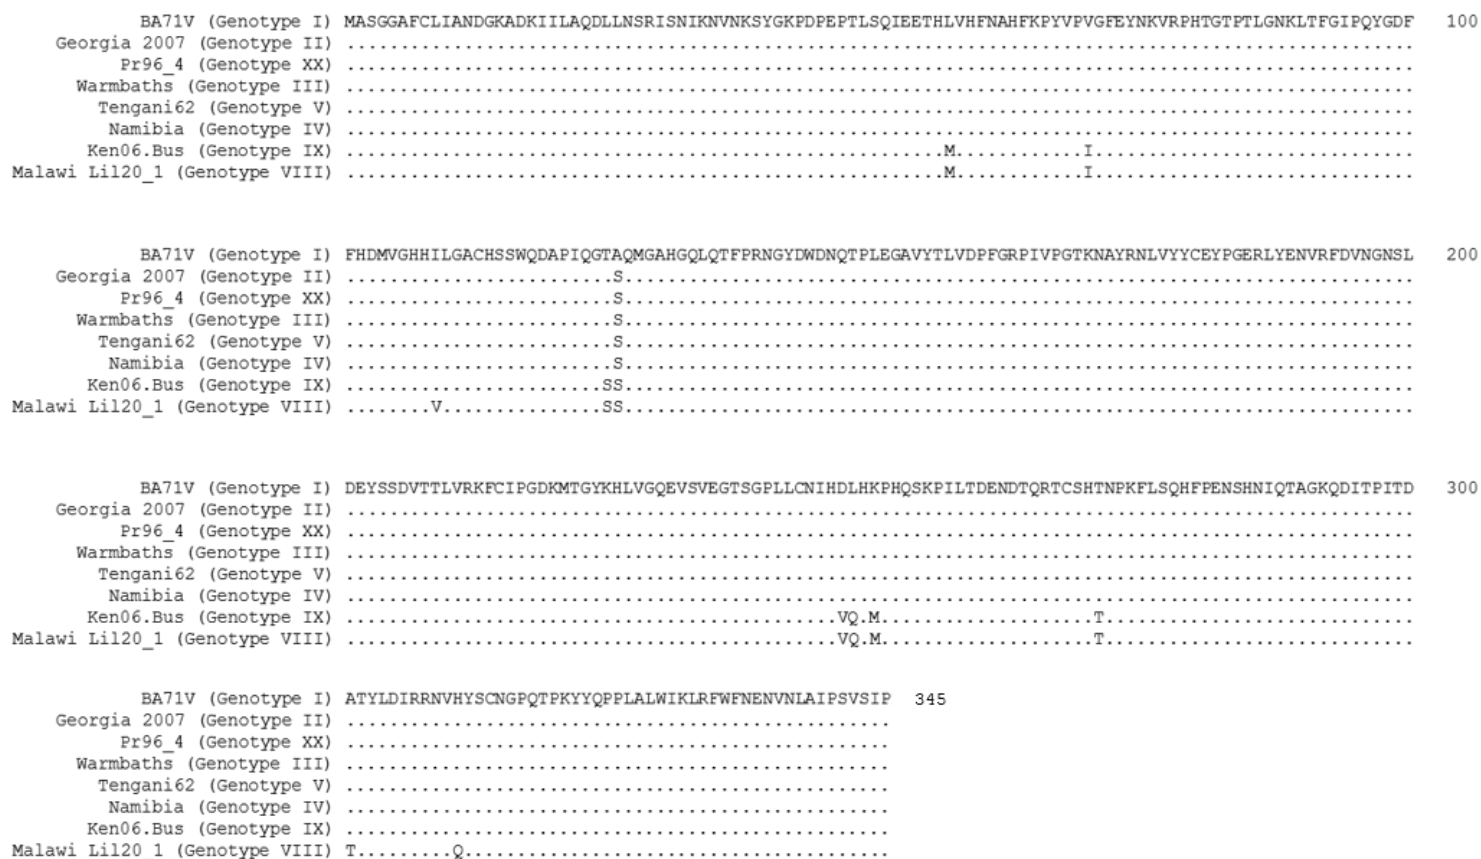 BA71V (Genotype I) MASGGAFCLIANDGKADKIILAQDLLNSRISNIKNVNKSYGKPDPEPTLSQIEETHLVHFNAHFKPYVPVGFEYNKVRPHTGTPTLGNKLTFGIPQYGDF 100
Georgia 2007 (Genotype II) ....................................................................................................
Pr96_4 (Genotype XX) ....................................................................................................
Warmbaths (Genotype III) ....................................................................................................
Tengani62 (Genotype V) ....................................................................................................
Namibia (Genotype IV) ....................................................................................................
Ken06.Bus (Genotype IX) ........................................................M............I..............................
Malawi Lil20_1 (Genotype VIII) ........................................................M............I..............................
BA71V (Genotype I) FHDMVGHHILGACHSSWQDAPIQGTAQMGAHGQLQTFPRNGYDWDNQTPLEGAVYTLVDPFGRPIVPGTKNAYRNLVYYCEYPGERLYENVRFDVNGNSL 200
Georgia 2007 (Genotype II) .........................S..........................................................................
Pr96_4 (Genotype XX) .........................S..........................................................................
Warmbaths (Genotype III) .........................S..........................................................................
Tengani62 (Genotype V) .........................S..........................................................................
Namibia (Genotype IV) .........................S..........................................................................
Ken06.Bus (Genotype IX) ........................SS..........................................................................
Malawi Lil20_1 (Genotype VIII) ........V...............SS..........................................................................
BA71V (Genotype I) DEYSSDVTTLVRKFCIPGDKMTGYKHLVGQEVSVEGTSGPLLCNIHDLHKPHQSKPILTDENDTQRTCSHTNPKFLSQHFPENSHNIQTAGKQDITPITD 300
Georgia 2007 (Genotype II) ....................................................................................................
Pr96_4 (Genotype XX) ....................................................................................................
Warmbaths (Genotype III) ....................................................................................................
Tengani62 (Genotype V) ....................................................................................................
Namibia (Genotype IV) ....................................................................................................
Ken06.Bus (Genotype IX) ..............................................VQ.M....................T.............................
Malawi Lil20_1 (Genotype VIII) ..............................................VQ.M....................T.............................
BA71V (Genotype I) ATYLDIRRNVHYSCNGPQTPKYYQPPLALWIKLRFWFNENVNLAIPSVSIP 345
Georgia 2007 (Genotype II) ...................................................
Pr96_4 (Genotype XX) ...................................................
Warmbaths (Genotype III) ...................................................
Tengani62 (Genotype V) ...................................................
Namibia (Genotype IV) ...................................................
Ken06.Bus (Genotype IX) ...................................................
Malawi Lil20_1 (Genotype VIII) T.........Q........................................